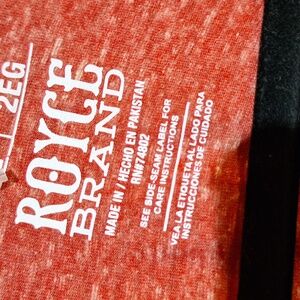 2EG
ROYCE
BRAND
MADE IN / HECHO EN PAKISTAN
RN#74802
SEE SIDE-SEAM LABEL FOR
CARE INSTRUCTIONS
VEA LA ETIQUETA AL LADO PARA
INSTRUCCIONES DE CUIDADO